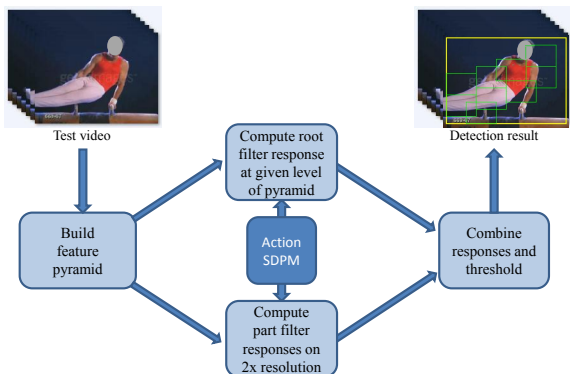 Test video
Detection result
Compute root
filter response
at given level
of pyramid
Build
feature
pyramid
Action
SDPM
Combine
responses and
threshold
Compute
part filter
responses on
2x resolution